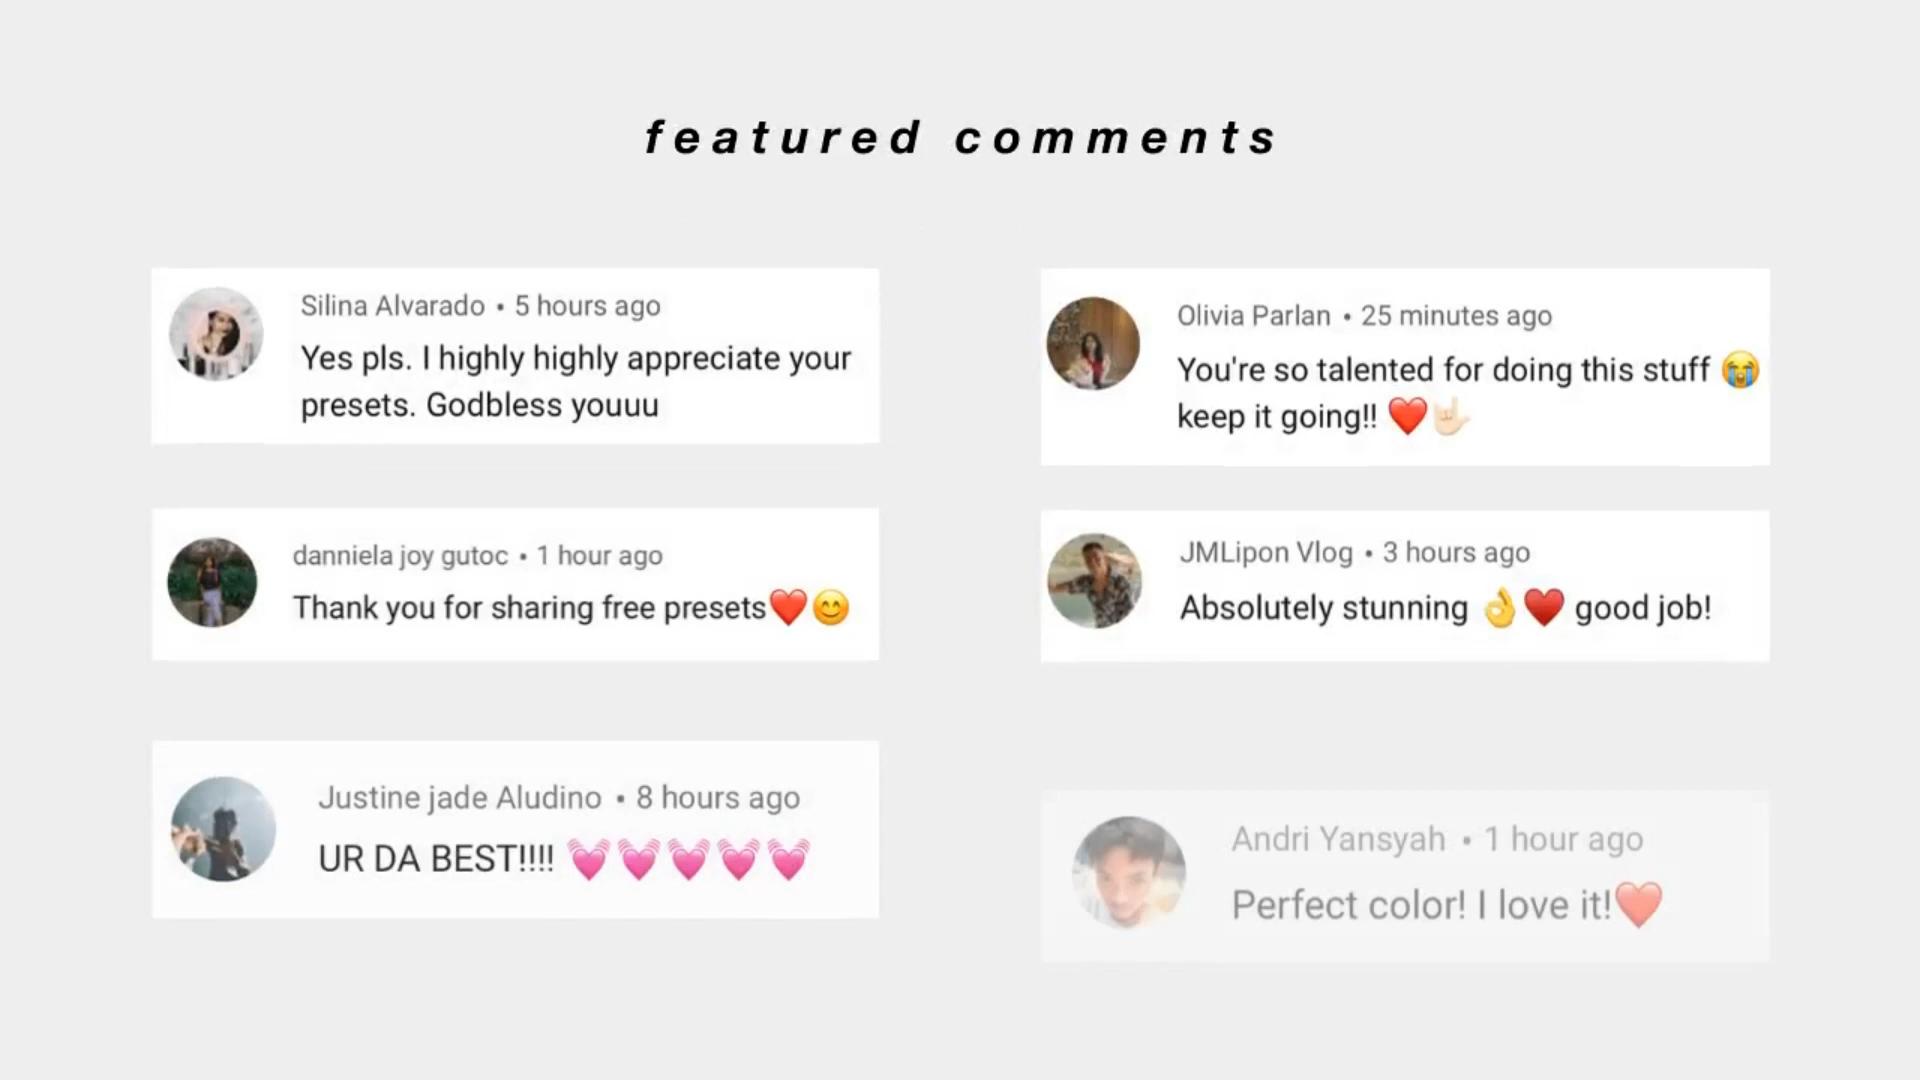 featured comments
Silina Alvarado • 5 hours ago
Yes pls. I highly highly appreciate your
presets. Godbless youuu
Olivia Parlan • 25 minutes ago
You're so talented for doing this stuff 😭
keep it going!! ❤️🤟🏻
danniela joy gutoc • 1 hour ago
Thank you for sharing free presets❤️😊
JMLipon Vlog • 3 hours ago
Absolutely stunning 👌♥️ good job!
Justine jade Aludino • 8 hours ago
UR DA BEST!!!! 💓💓💓💓💓
Andri Yansyah • 1 hour ago
Perfect color! I love it!❤️